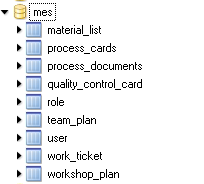 mes
material_list
process_cards
process_documents
quality_control_card
role
team_plan
user
work_ticket
workshop_plan